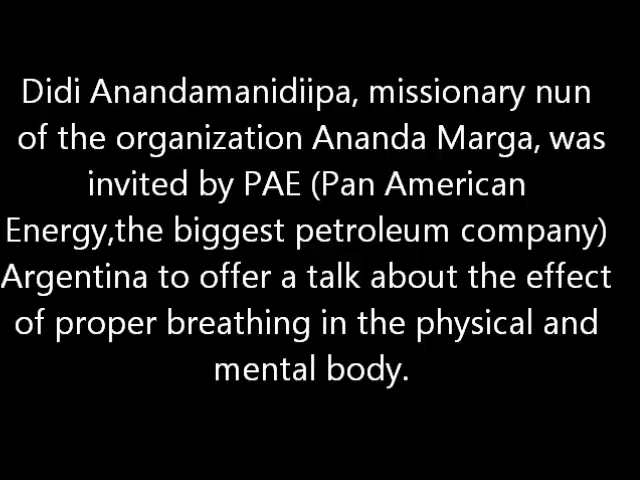 Didi Anandamanidiipa, missionary nun
of the organization Ananda Marga, was
invited by PAE (Pan American
Energy,the biggest petroleum company)
Argentina to offer a talk about the effect
of proper breathing in the physical and
mental body.